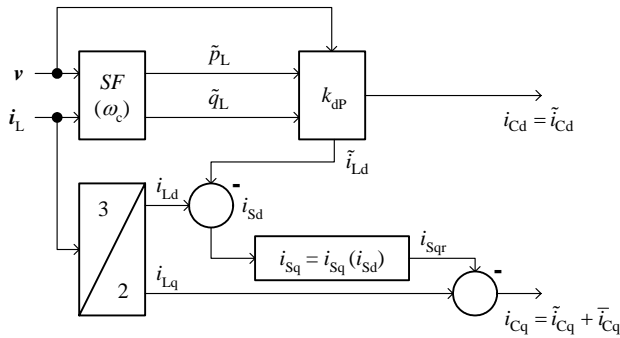 v
i_L
SF
(ω_c)
p̃_L
q̃_L
k_dP
i_Cd = ĩ_Cd
ĩ_Ld
3
2
i_Ld
-
i_Sd
i_Sq = i_Sq (i_Sd)
i_Sqr
i_Lq
-
i_Cq = ĩ_Cq + i̅_Cq